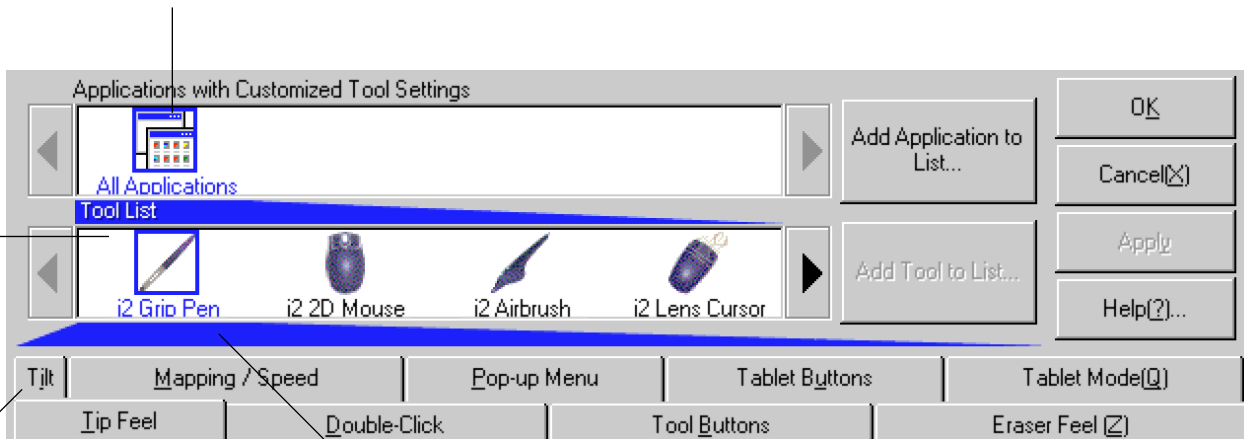 Applications with Customized Tool Settings
All Applications
Add Application to
List...
OK
Cancel(X)
Tool List
i2 Grip Pen
i2 2D Mouse
i2 Airbrush
i2 Lens Cursor
Add Tool to List...
Apply
Help(?)...
Tilt
Mapping / Speed
Pop-up Menu
Tablet Buttons
Tablet Mode(Q)
Tip Feel
Double-Click
Tool Buttons
Eraser Feel (Z)